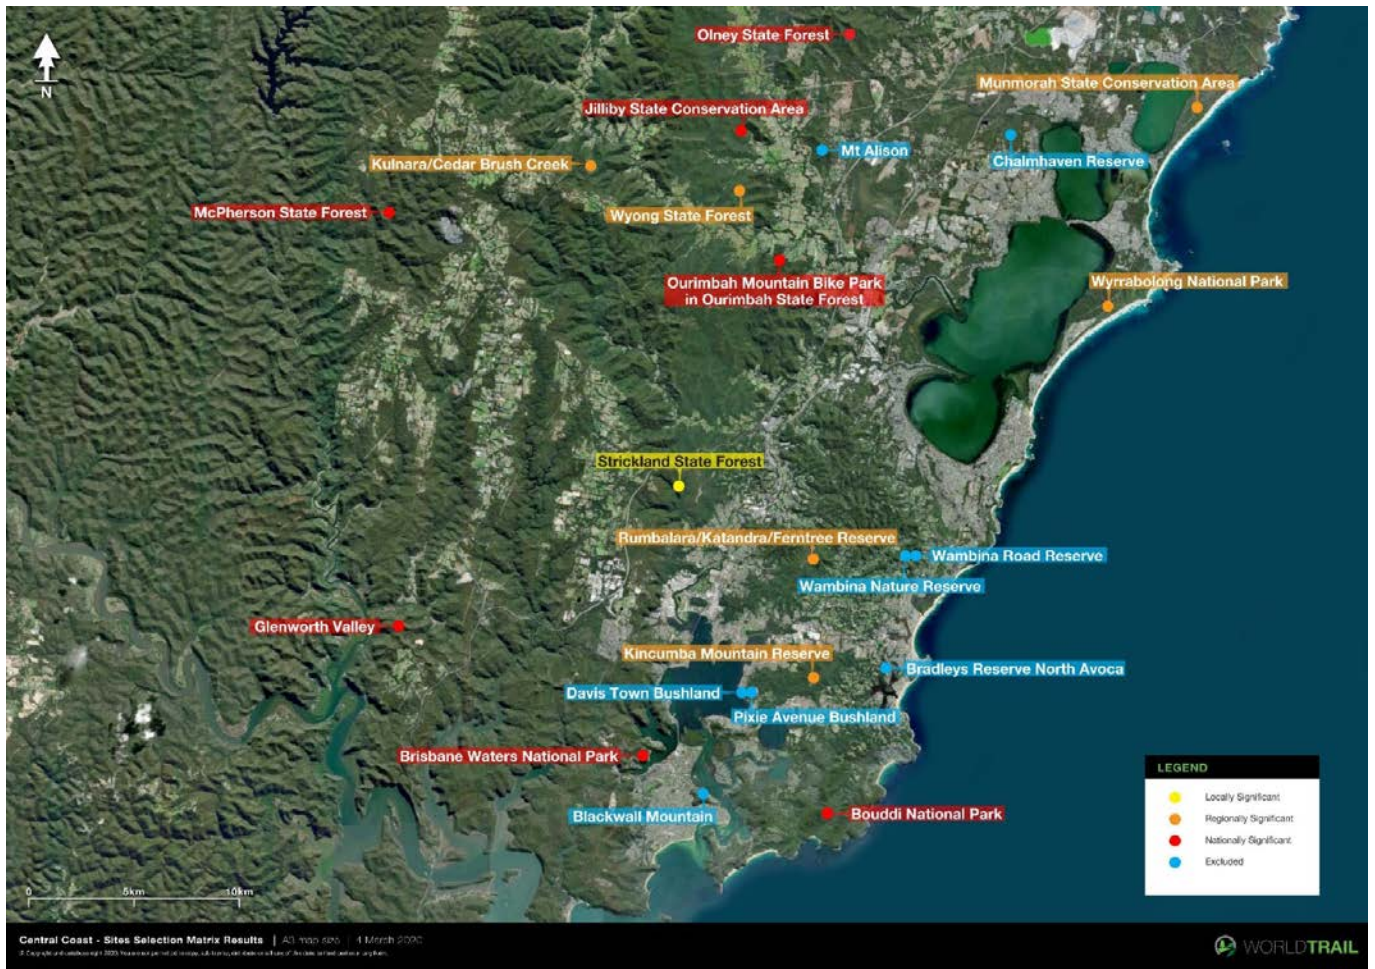 Olney State Forest
Munmorah State Conservation Area
Jilliby State Conservation Area
Mt Alison
Chalmhaven Reserve
Kulnara/Cedar Brush Creek
McPherson State Forest
Wyong State Forest
Ourimbah Mountain Bike Park
in Ourimbah State Forest
Wyrrabolong National Park
Strickland State Forest
Rumbalara/Katandra/Ferntree Reserve
Wambina Road Reserve
Wambina Nature Reserve
Glenworth Valley
Kincumba Mountain Reserve
Bradleys Reserve North Avoca
Davis Town Bushland
Pixie Avenue Bushland
Brisbane Waters National Park
Blackwall Mountain
Bouddi National Park
N
LEGEND
Locally Significant
Regionally Significant
Nationally Significant
Excluded
0 5km 10km
Central Coast - Sites Selection Matrix Results | A3 map size | 4 March 2020
WORLDTRAIL